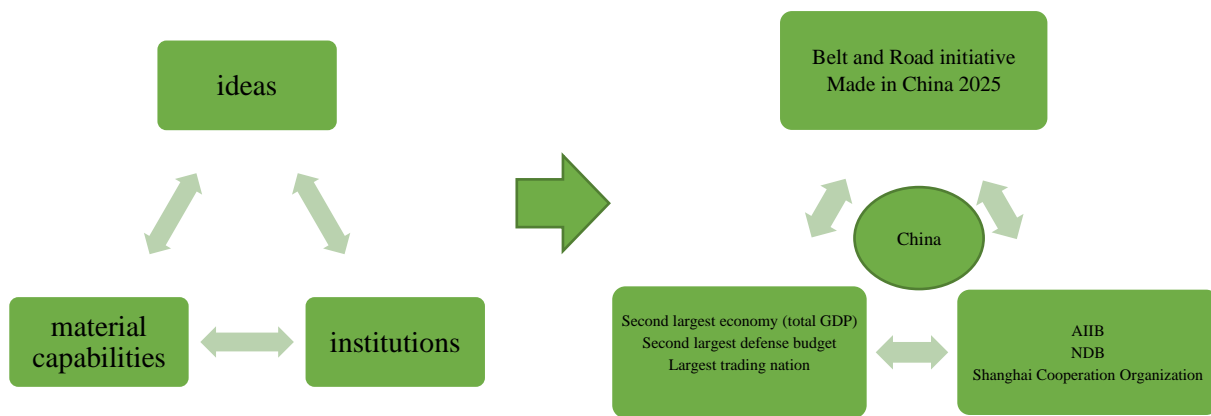 ideas
material
capabilities
institutions
Belt and Road initiative
Made in China 2025
China
Second largest economy (total GDP)
Second largest defense budget
Largest trading nation
AIIB
NDB
Shanghai Cooperation Organization